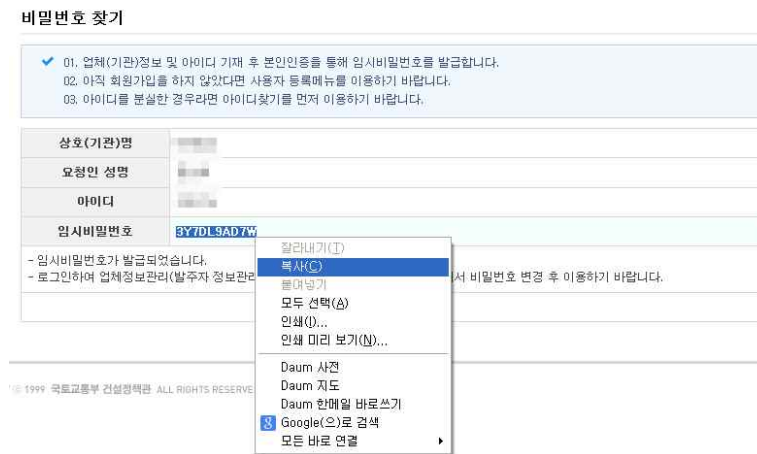 비밀번호 찾기
01. 업체(기관)정보 및 아이디 기재 후 본인인증을 통해 임시비밀번호를 발급합니다.
02. 아직 회원가입을 하지 않았다면 사용자 등록메뉴를 이용하기 바랍니다.
03. 아이디를 분실한 경우라면 아이디찾기를 먼저 이용하기 바랍니다.
상호(기관)명
요청인 성명
아이디
임시비밀번호 3Y7DL9AD7W
- 임시비밀번호가 발급되었습니다.
- 로그인하여 업체정보관리(발주자 정보관리 서 비밀번호 변경 후 이용하기 바랍니다.
잘라내기(T)
복사(C)
붙여넣기
모두 선택(A)
인쇄(I)...
인쇄 미리 보기(N)...
Daum 사전
Daum 지도
Daum 한메일 바로쓰기
Google(으)로 검색
모든 바로 연결
ⓒ 1999 국토교통부 건설정책관 ALL RIGHTS RESERVE